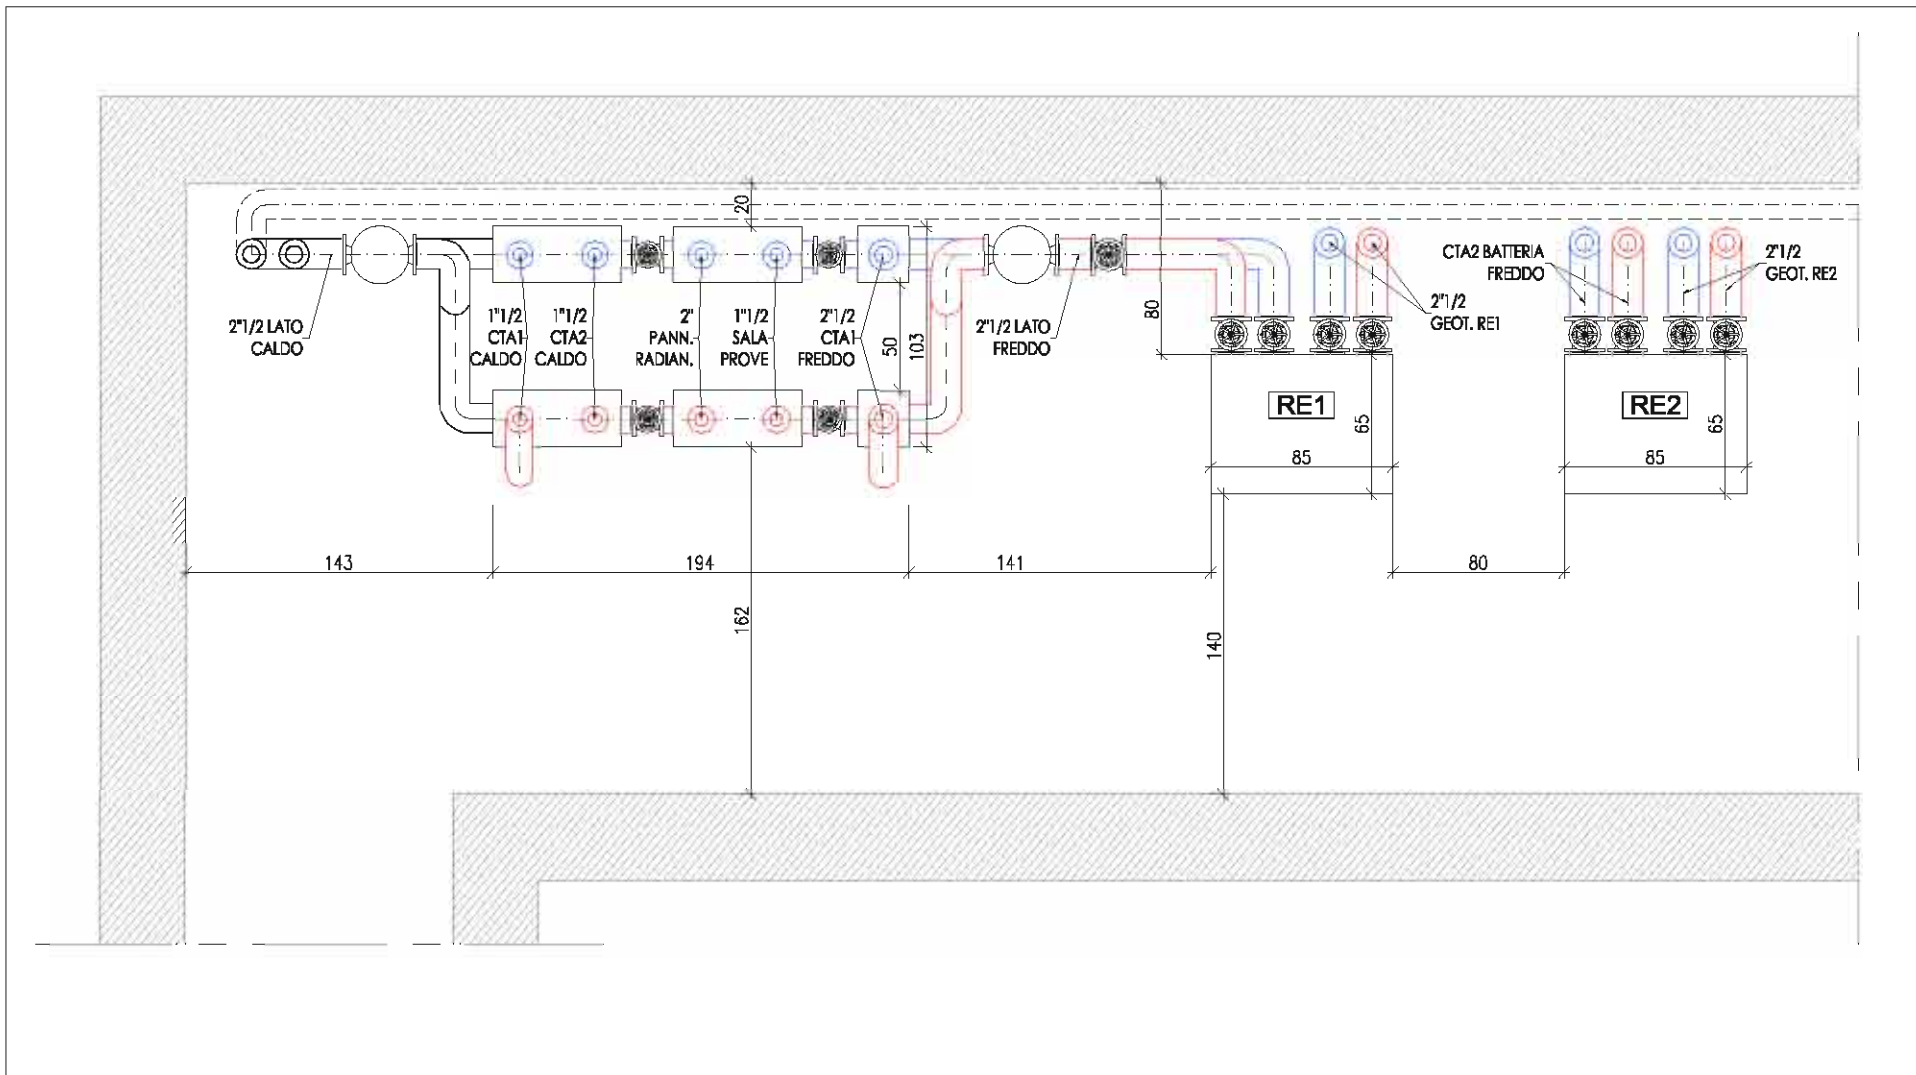 20
2"1/2 LATO
CALDO
1"1/2
CTA1
CALDO
1"1/2
CTA2
CALDO
2"
PANN.
RADIAN.
1"1/2
SALA
PROVE
2"1/2
CTA1
FREDDO
50
103
2"1/2 LATO
FREDDO
80
2"1/2
GEOT. RE1
CTA2 BATTERIA
FREDDO
2"1/2
GEOT. RE2
RE1
65
85
RE2
65
85
143
194
141
80
162
140